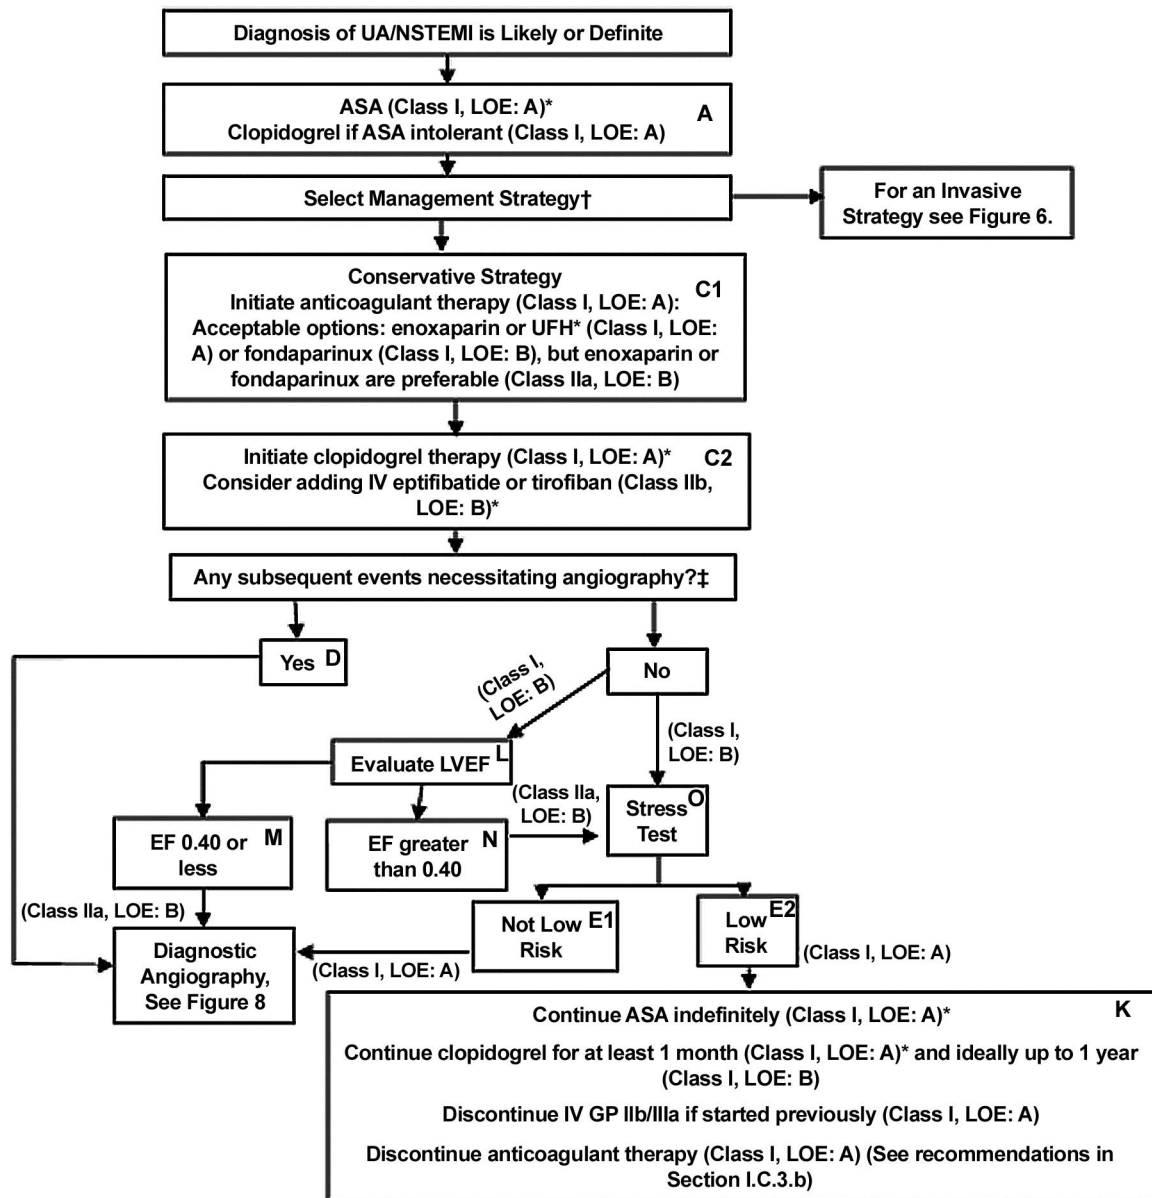 Diagnosis of UA/NSTEMI is Likely or Definite
ASA (Class I, LOE: A)*
A
Clopidogrel if ASA intolerant (Class I, LOE: A)
Select Management Strategy†
For an Invasive
Strategy see Figure 6.
Conservative Strategy
C1
Initiate anticoagulant therapy (Class I, LOE: A):
Acceptable options: enoxaparin or UFH* (Class I, LOE:
A) or fondaparinux (Class I, LOE: B), but enoxaparin or
fondaparinux are preferable (Class IIa, LOE: B)
Initiate clopidogrel therapy (Class I, LOE: A)*
C2
Consider adding IV eptifibatide or tirofiban (Class IIb,
LOE: B)*
Any subsequent events necessitating angiography?‡
Yes
D
No
(Class I,
LOE: B)
(Class I,
LOE: B)
Evaluate LVEF
L
(Class IIa,
LOE: B)
Stress
Test
O
EF 0.40 or
less
M
EF greater
than 0.40
N
(Class IIa, LOE: B)
Not Low
Risk
E1
Low
Risk
E2
(Class I, LOE: A)
(Class I, LOE: A)
Diagnostic
Angiography,
See Figure 8
Continue ASA indefinitely (Class I, LOE: A)*
K
Continue clopidogrel for at least 1 month (Class I, LOE: A)* and ideally up to 1 year
(Class I, LOE: B)
Discontinue IV GP IIb/IIIa if started previously (Class I, LOE: A)
Discontinue anticoagulant therapy (Class I, LOE: A) (See recommendations in
Section I.C.3.b)